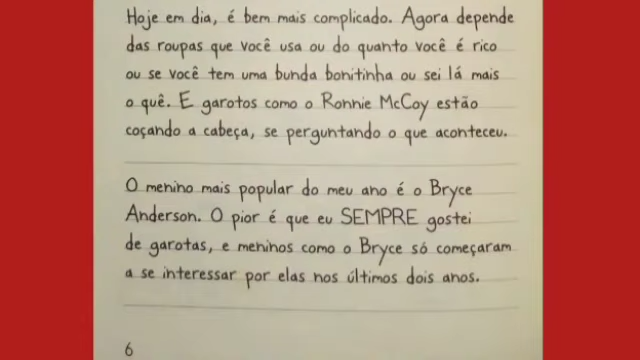 Hoje em dia, é bem mais complicado. Agora depende
das roupas que você usa ou do quanto você é rico
ou se você tem uma bunda bonitinha ou sei lá mais
o quê. E garotos como o Ronnie McCoy estão
coçando a cabeça, se perguntando o que aconteceu.
O menino mais popular do meu ano é o Bryce
Anderson. O pior é que eu SEMPRE gostei
de garotas, e meninos como o Bryce só começaram
a se interessar por elas nos últimos dois anos.
6